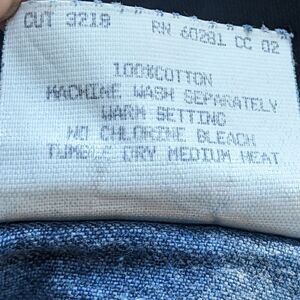 CUT 3218 RN 60281 CC 02
100%COTTON
MACHINE WASH SEPARATELY
WARM SETTING
NO CHLORINE BLEACH
TUMBLE DRY MEDIUM HEAT